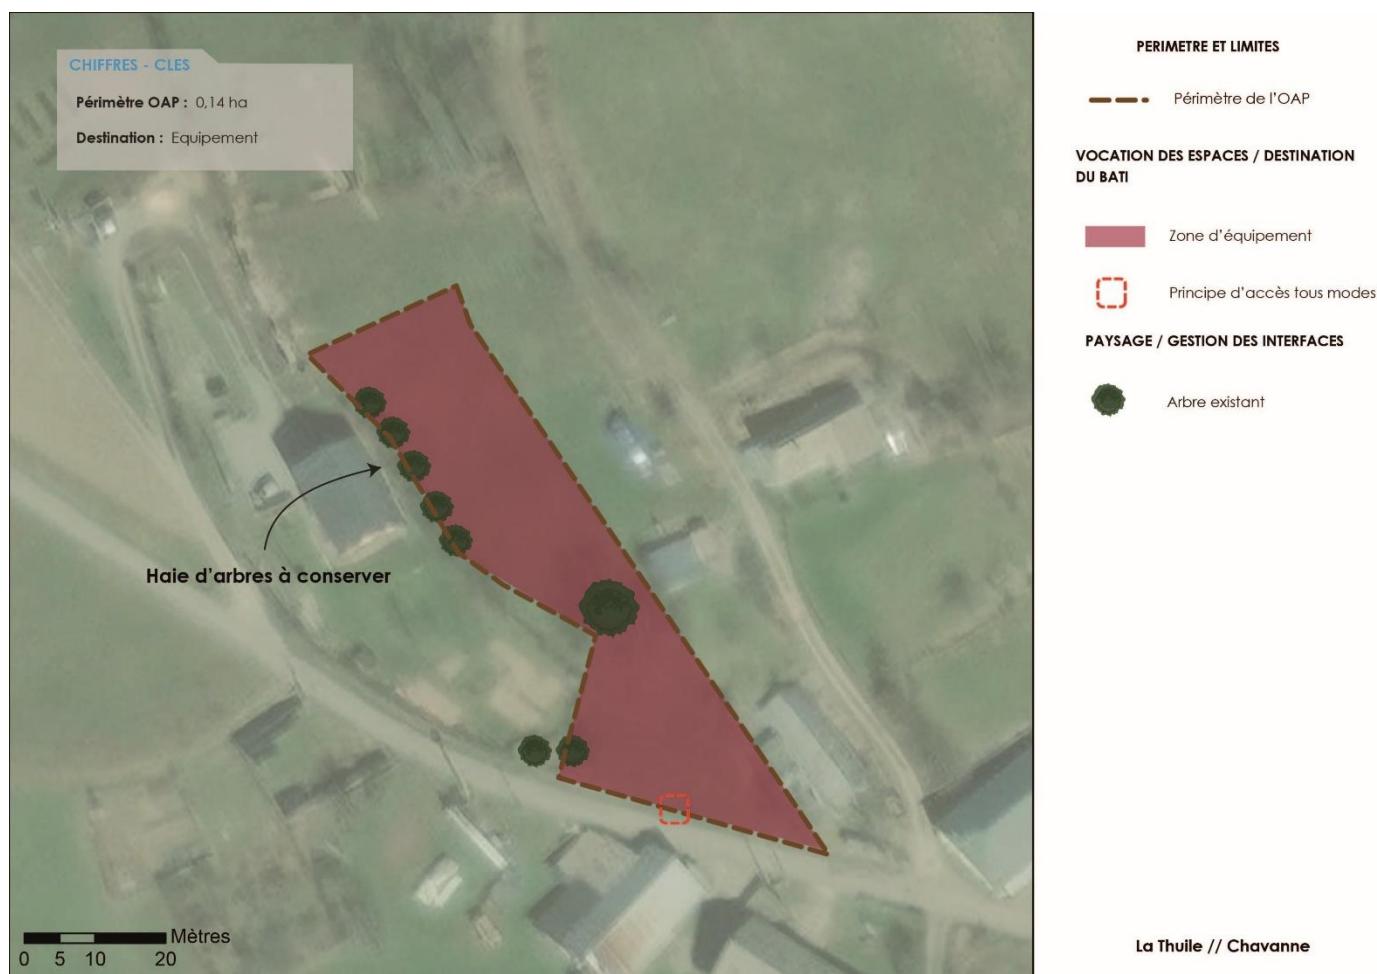 CHIFFRES - CLES
Périmètre OAP : 0,14 ha
Destination : Equipement
Haie d'arbres à conserver
Mètres
0 5 10 20
PERIMETRE ET LIMITES
Périmètre de l'OAP
VOCATION DES ESPACES / DESTINATION
DU BATI
Zone d'équipement
Principe d'accès tous modes
PAYSAGE / GESTION DES INTERFACES
Arbre existant
La Thuile // Chavanne